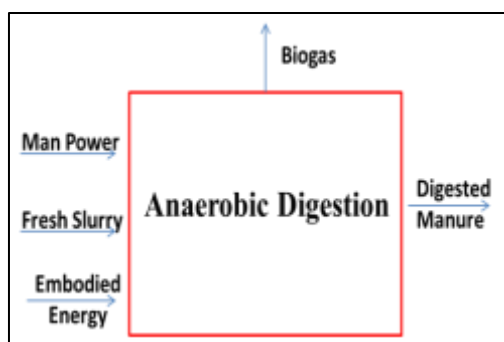 Biogas
Man Power
Fresh Slurry
Embodied
Energy
Anaerobic Digestion
Digested
Manure